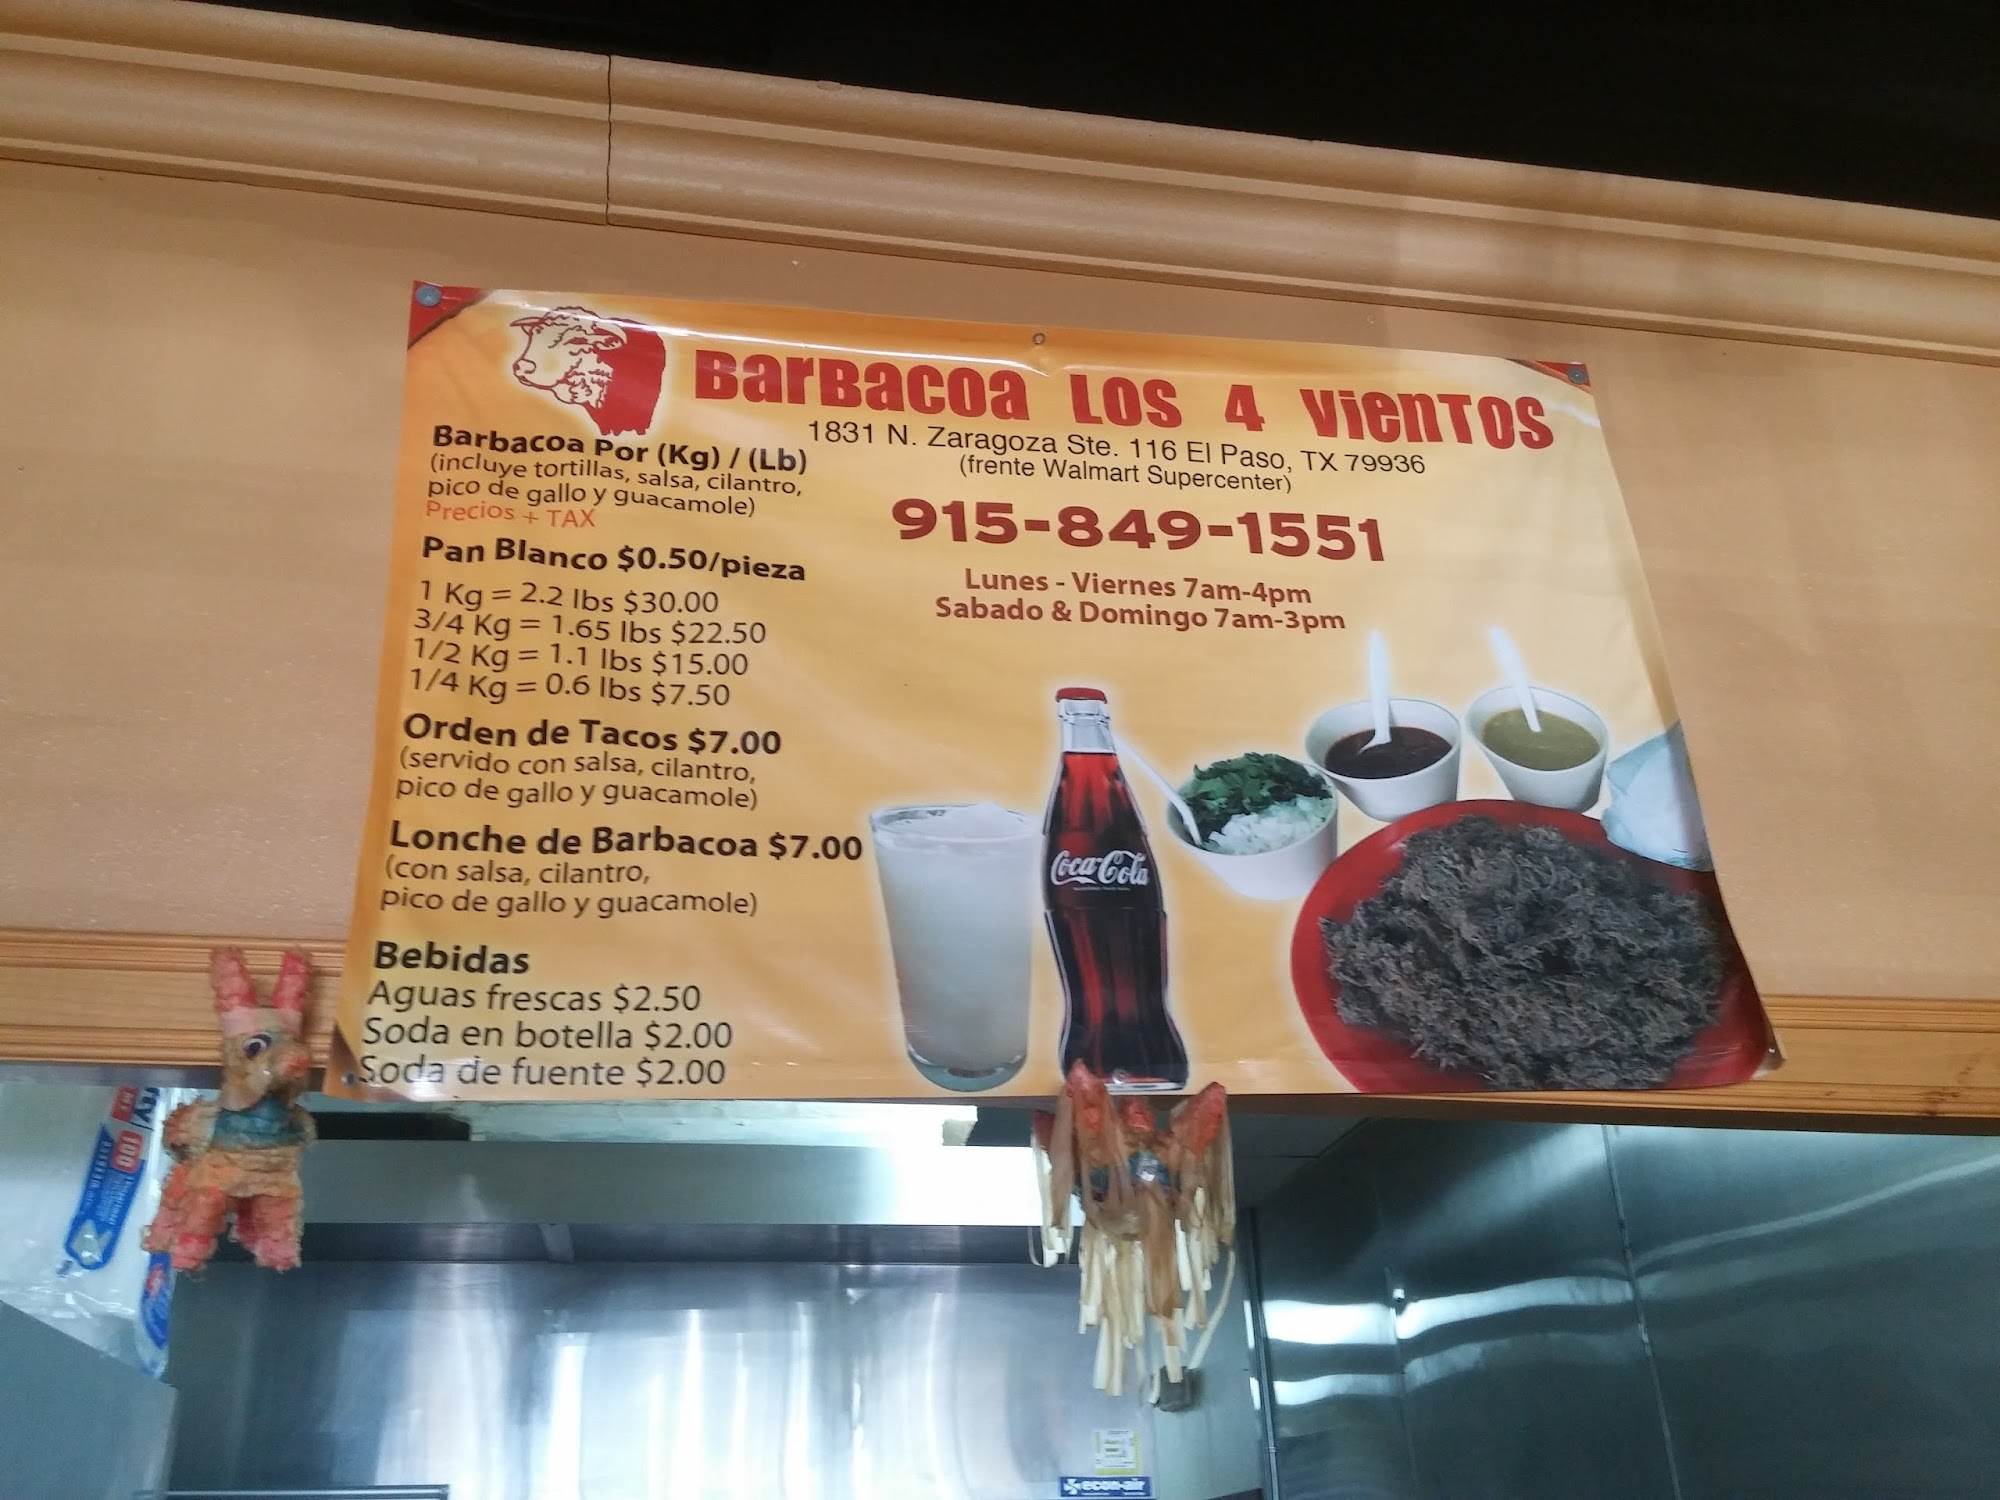 Barbacoa Los 4 Vientos
1831 N. Zaragoza Ste. 116 El Paso, TX 79936
(frente Walmart Supercenter)
915-849-1551
Lunes - Viernes 7am-4pm
Sabado & Domingo 7am-3pm
Barbacoa Por (Kg) / (Lb)
(incluye tortillas, salsa, cilantro,
pico de gallo y guacamole)
Precios + TAX
Pan Blanco $0.50/pieza
1 Kg = 2.2 lbs $30.00
3/4 Kg = 1.65 lbs $22.50
1/2 Kg = 1.1 lbs $15.00
1/4 Kg = 0.6 lbs $7.50
Orden de Tacos $7.00
(servido con salsa, cilantro,
pico de gallo y guacamole)
Lonche de Barbacoa $7.00
(con salsa, cilantro,
pico de gallo y guacamole)
Bebidas
Aguas frescas $2.50
Soda en botella $2.00
Soda de fuente $2.00
Coca-Cola
100
econ-air